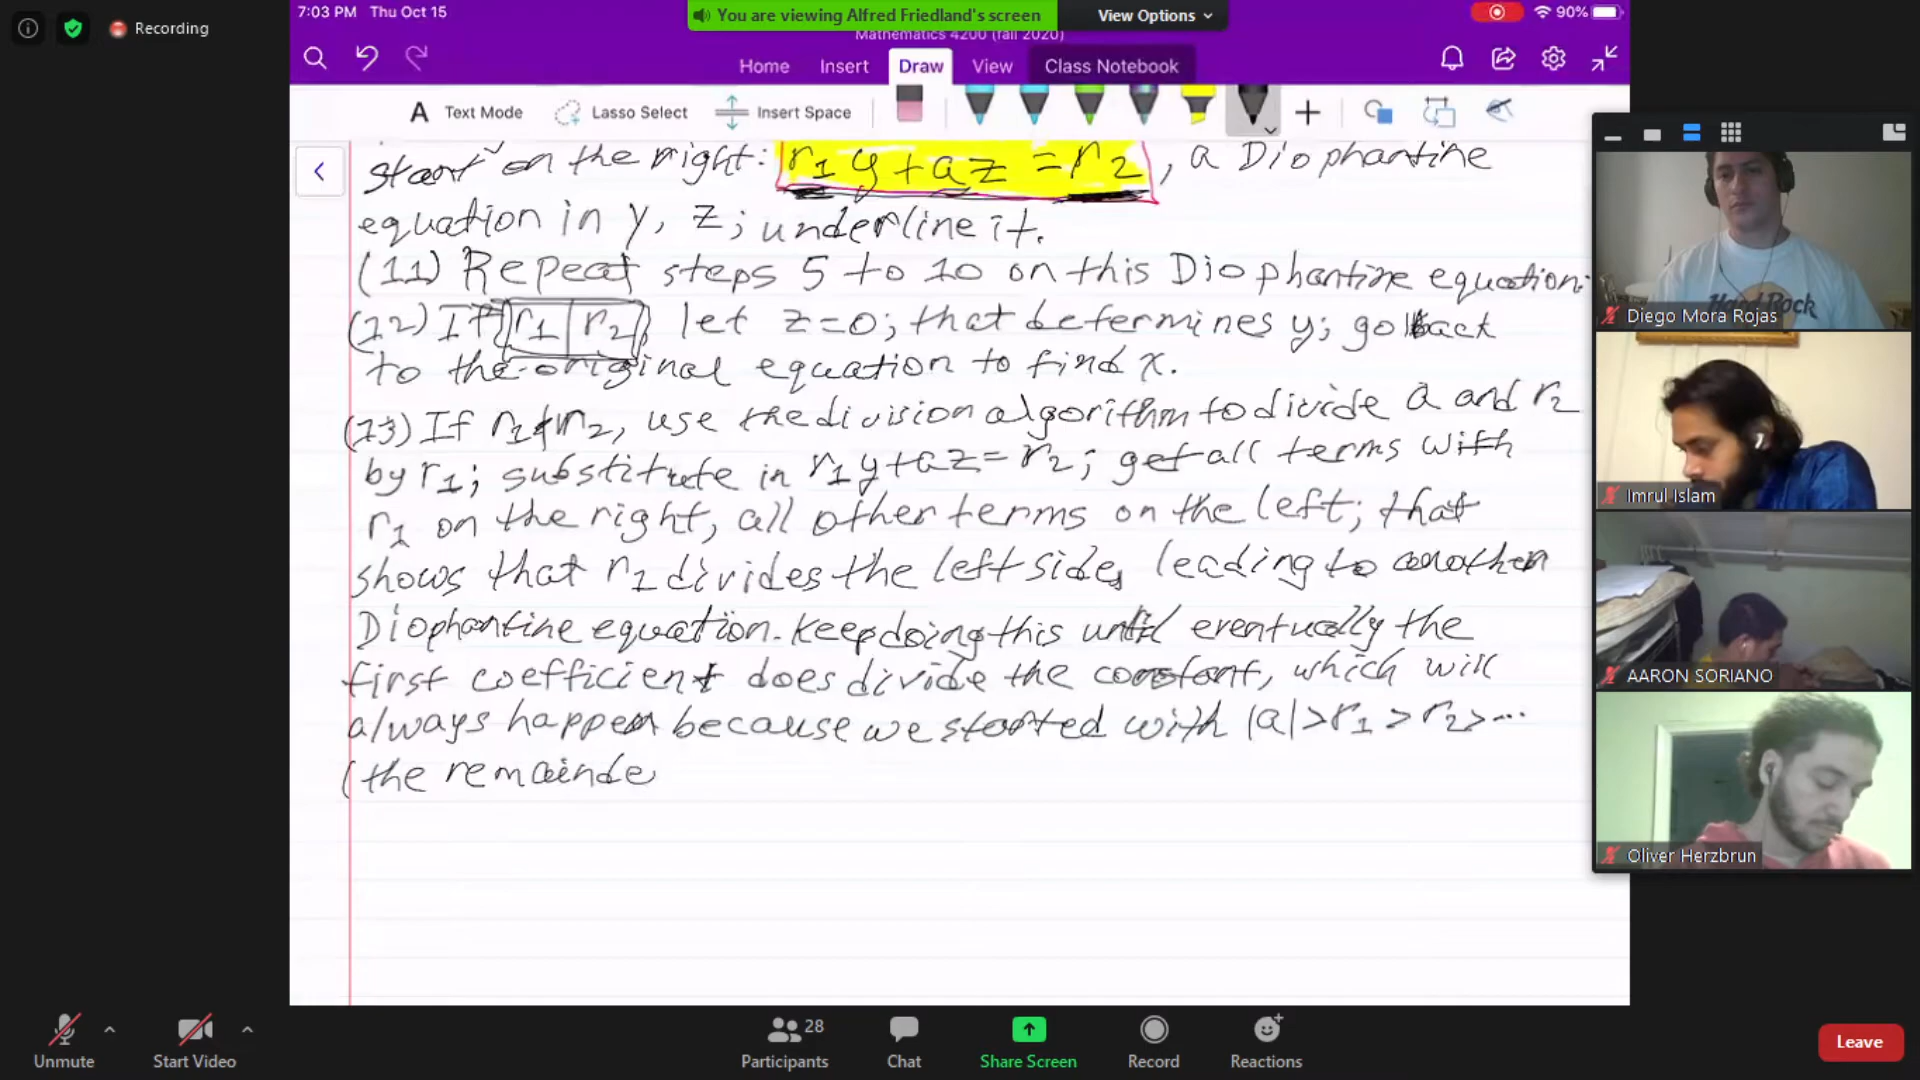 7:03 PM Thu Oct 15
You are viewing Alfred Friedland's screen
View Options
90%
Recording
Mathematics 4200 (fall 2020)
Home
Insert
Draw
View
Class Notebook
A Text Mode
Lasso Select
Insert Space
start on the right: r1 y + az = r2, a Diophantine
equation in y, z; underline it.
(11) Repeat steps 5 to 10 on this Diophantine equation.
(12) If r1 | r2, let z=0; that determines y; go back
to the original equation to find x.
(13) If r1 ∤ r2, use the division algorithm to divide a and r2
by r1; substitute in r1 y + az = r2; get all terms with
r1 on the right, all other terms on the left; that
shows that r1 divides the left side, leading to another
Diophantine equation. Keep doing this until eventually the
first coefficient does divide the constant, which will
always happen because we started with |a| > r1 > r2 > ...
(the remainde
Diego Mora Rojas
Hard Rock
Imrul Islam
AARON SORIANO
Oliver Herzbrun
Unmute
Start Video
28
Participants
Chat
Share Screen
Record
Reactions
Leave